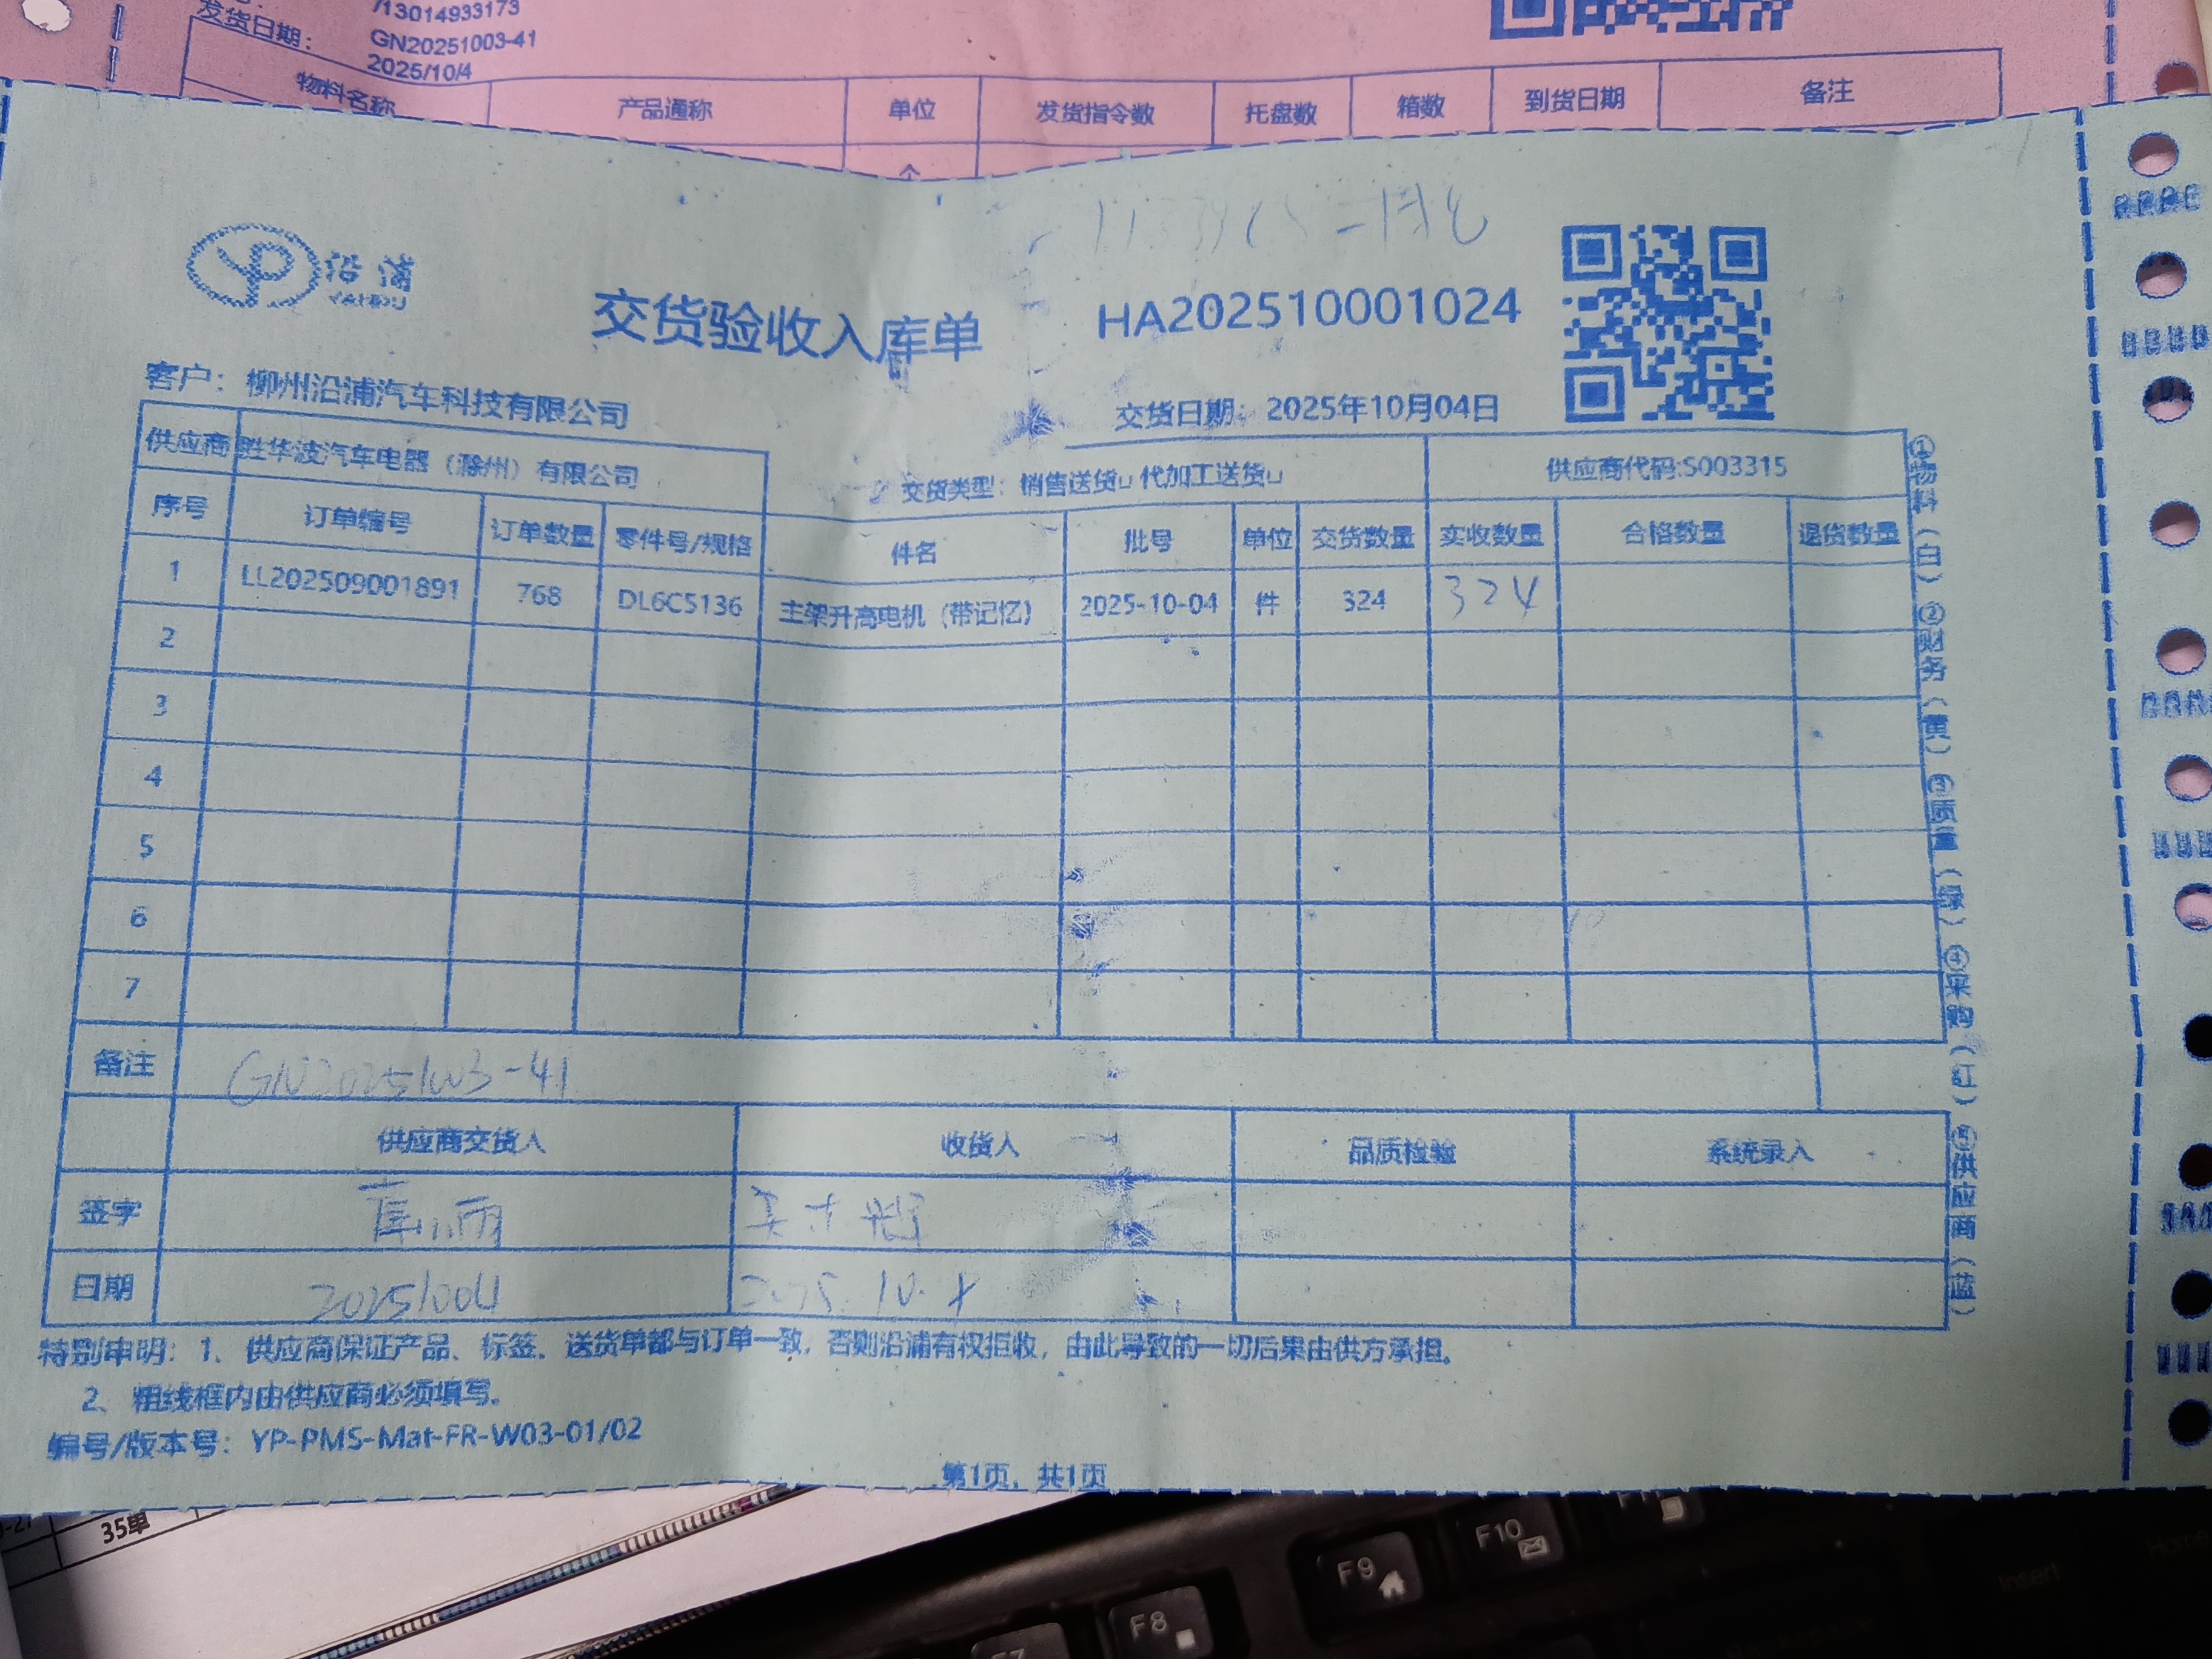 /13014933173
发货日期：
GN20251003-41
2025/10/4
物料名称 产品通称 单位 发货指令数 托盘数 箱数 到货日期 备注
个
沿浦
YANPU
交货验收入库单 HA202510001024
客户：柳州沿浦汽车科技有限公司
交货日期：2025年10月04日
供应商 胜华波汽车电器（滁州）有限公司 交货类型：销售送货 代加工送货 供应商代码:S003315
序号 订单编号 订单数量 零件号/规格 件名 批号 单位 交货数量 实收数量 合格数量 退货数量
1 LL202509001891 768 DL6C5136 主架升高电机（带记忆） 2025-10-04 件 324 324
2
3
4
5
6
7
备注 GN20251003-41
供应商交货人 收货人 品质检验 系统录入
签字
日期 20251004 2025.10.4
①物料（白）②财务（黄）③质量（绿）④采购（红）⑤供应商（蓝）
特别申明：1、供应商保证产品、标签、送货单都与订单一致，否则沿浦有权拒收，由此导致的一切后果由供方承担。
2、粗线框内由供应商必须填写。
编号/版本号：YP-PMS-Mat-FR-W03-01/02
第1页，共1页
35单
F7
F8
F9
F10
Insert
Home